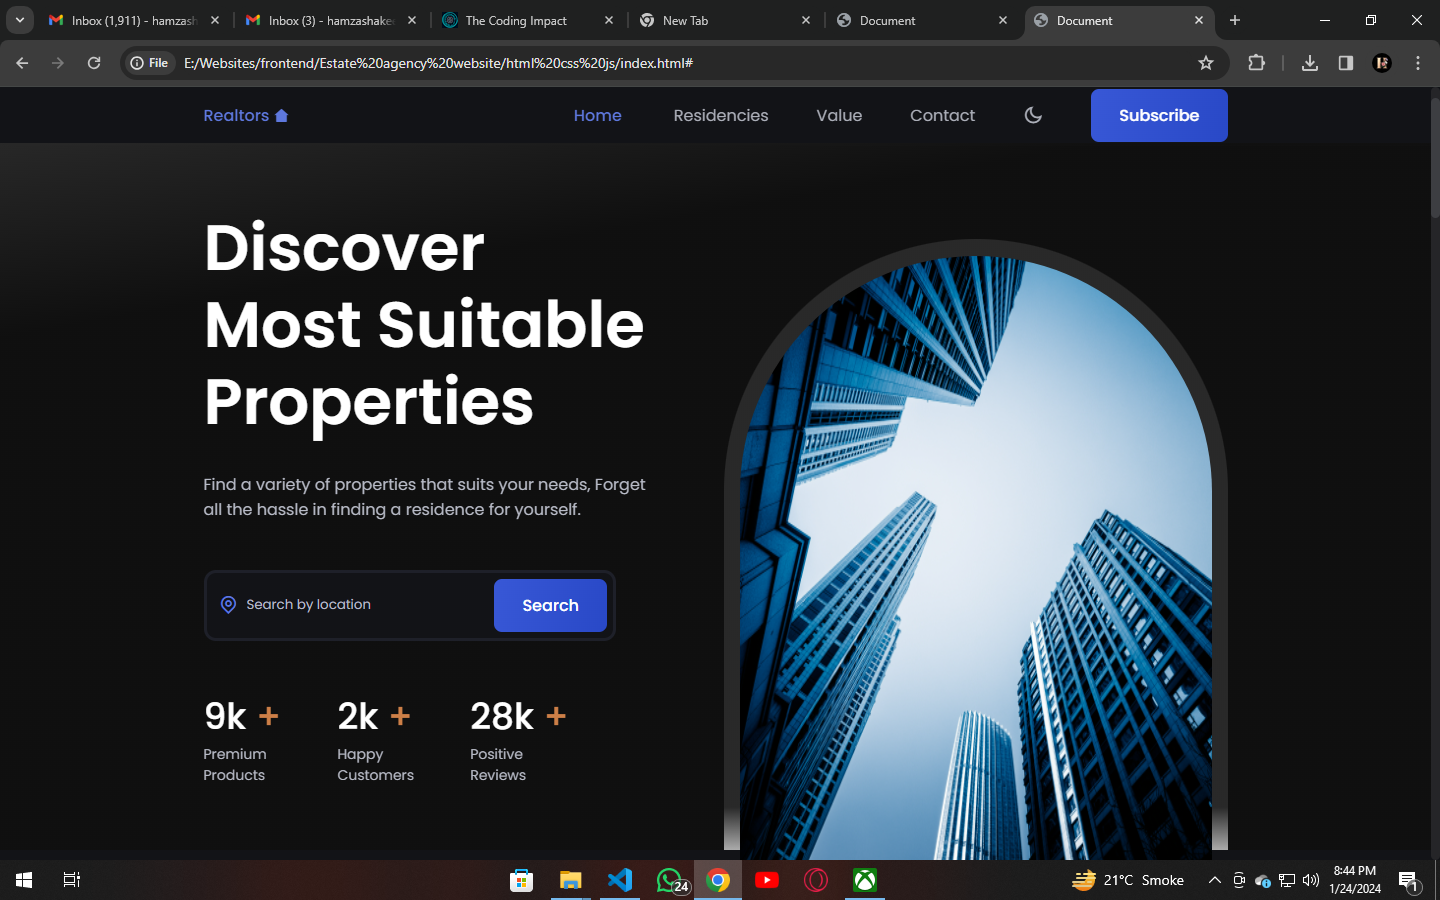 Inbox (1,911) - hamzash
Inbox (3) - hamzashake
The Coding Impact
New Tab
Document
Document
File
E:/Websites/frontend/Estate%20agency%20website/html%20css%20js/index.html#
Realtors
Home
Residencies
Value
Contact
Subscribe
Discover
Most Suitable
Properties
Find a variety of properties that suits your needs, Forget
all the hassle in finding a residence for yourself.
Search by location
Search
9k +
Premium
Products
2k +
Happy
Customers
28k +
Positive
Reviews
24
21°C Smoke
8:44 PM
1/24/2024
1